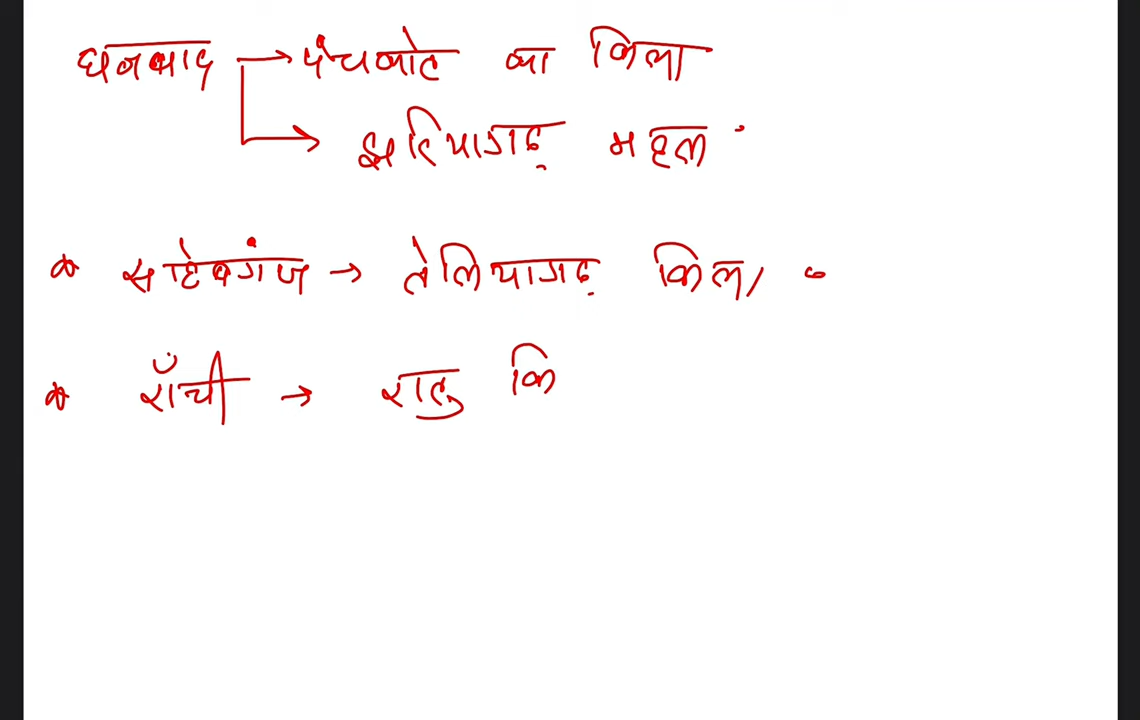 धनबाद → पंचकोट का किला
→ झरियागढ़ महल
* साहेबगंज → तेलियागढ़ किला
* राँची → रातु कि